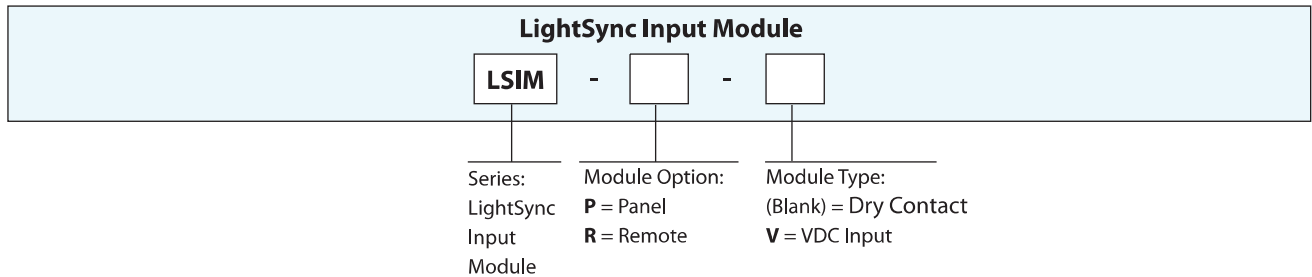 LightSync Input Module
LSIM - -
Series:
LightSync
Input
Module
Module Option:
P = Panel
R = Remote
Module Type:
(Blank) = Dry Contact
V = VDC Input